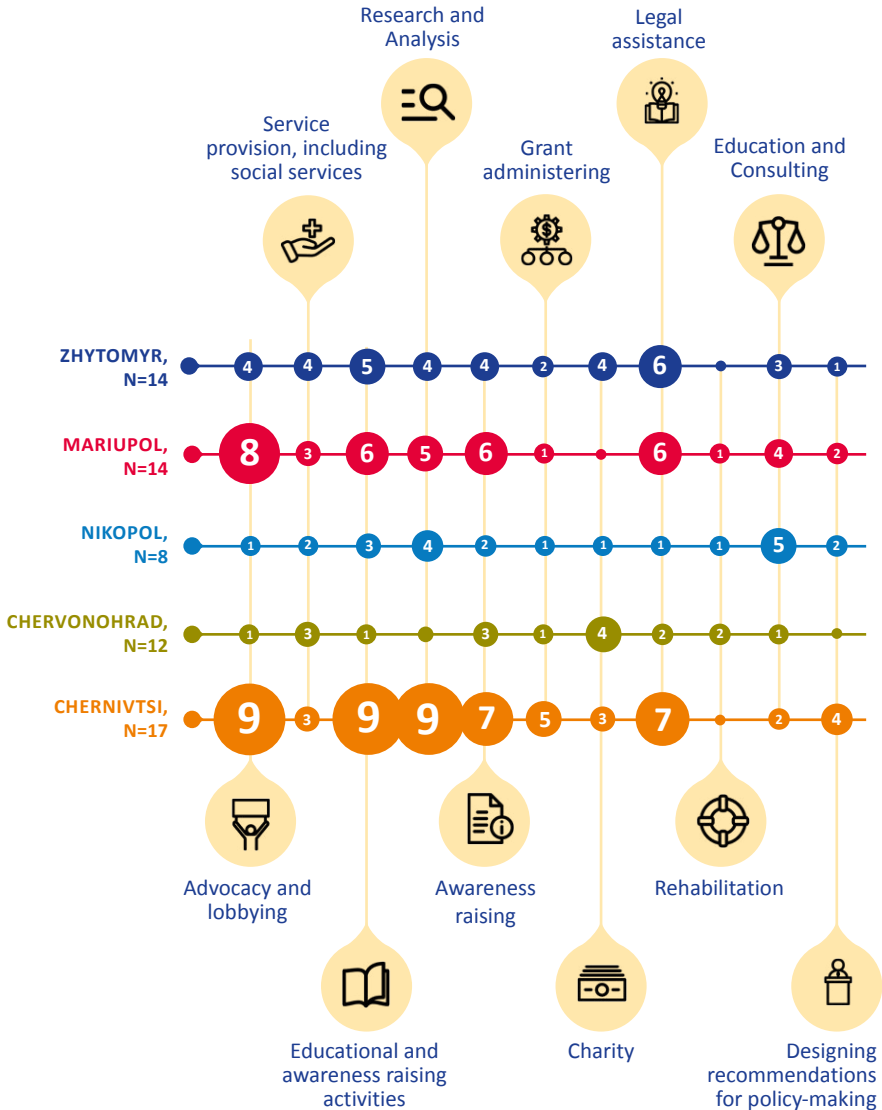 Research and
Analysis
Legal
assistance
Service
provision, including
social services
Grant
administering
Education and
Consulting
$
ZHYTOMYR,
N=14
4 4 5 4 4 2 4 6 3 1
MARIUPOL,
N=14
8 3 6 5 6 1 6 1 4 2
NIKOPOL,
N=8
1 2 3 4 2 1 1 1 1 5 2
CHERVONOHRAD,
N=12
1 3 1 3 1 4 2 2 1
CHERNIVTSI,
N=17
9 3 9 9 7 5 3 7 2 4
i
Advocacy and
lobbying
Awareness
raising
Rehabilitation
Educational and
awareness raising
activities
Charity
Designing
recommendations
for policy-making